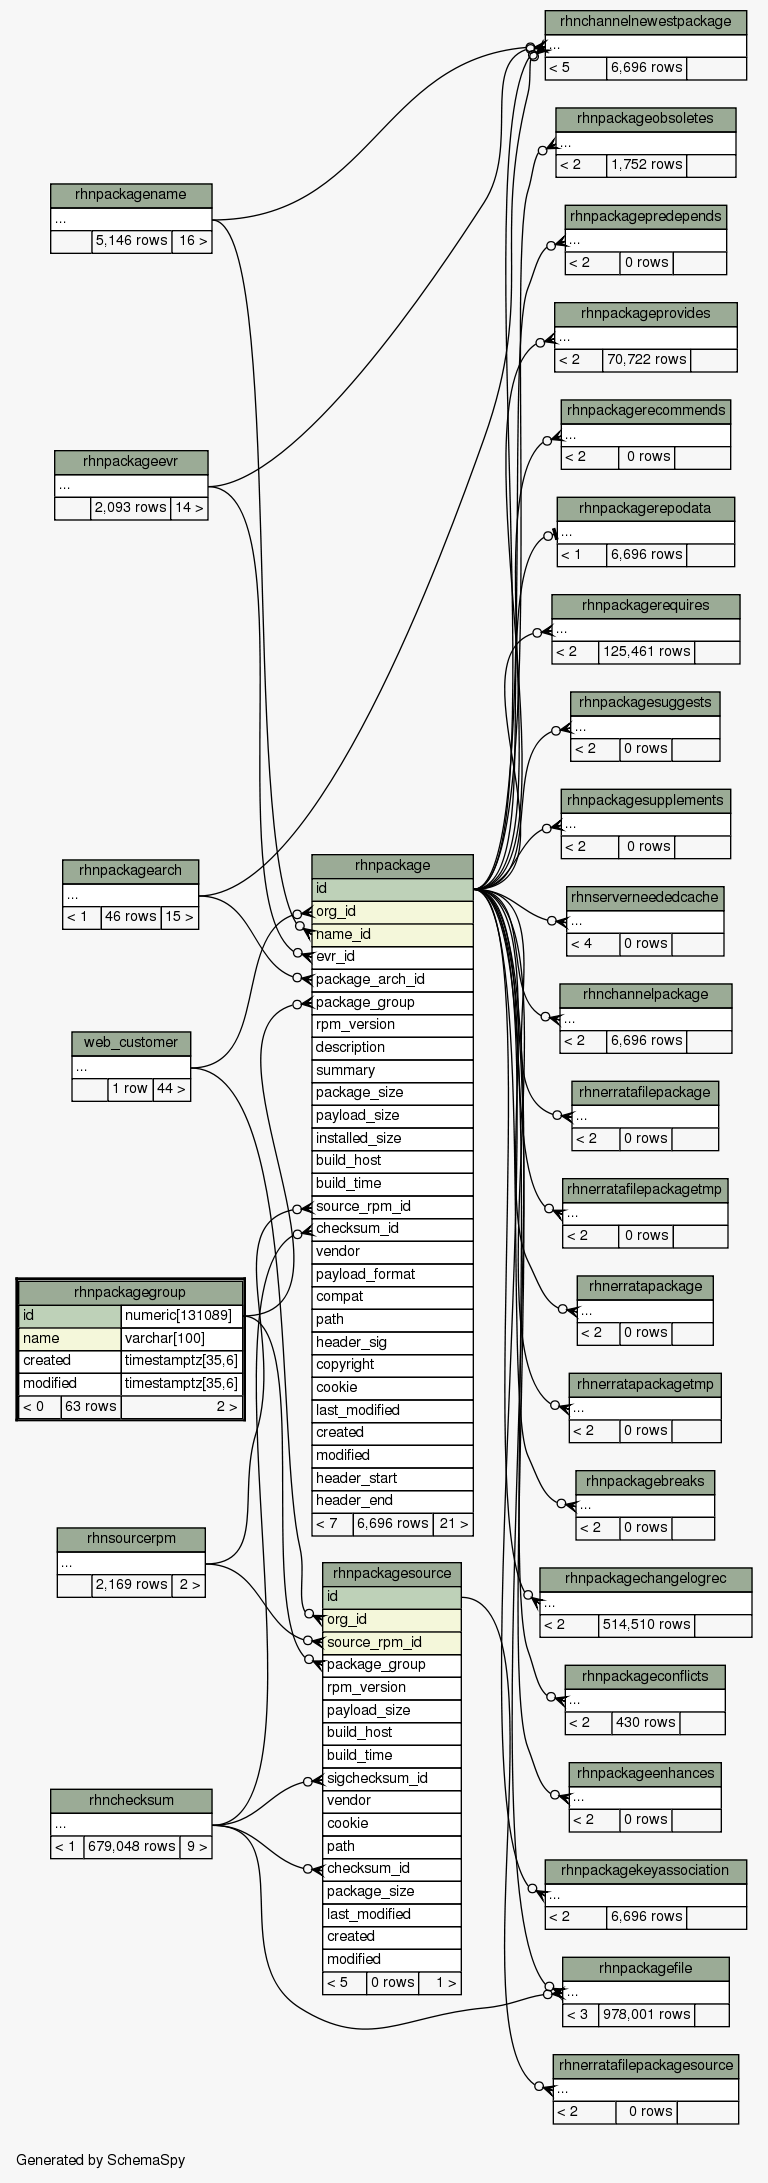 rhnchannelnewestpackage
...
< 5 6,696 rows
rhnpackageobsoletes
...
< 2 1,752 rows
rhnpackagename
...
5,146 rows 16 >
rhnpackagepredepends
...
< 2 0 rows
rhnpackageprovides
...
< 2 70,722 rows
rhnpackagerecommends
...
< 2 0 rows
rhnpackageevr
...
2,093 rows 14 >
rhnpackagerepodata
...
< 1 6,696 rows
rhnpackagerequires
...
< 2 125,461 rows
rhnpackagesuggests
...
< 2 0 rows
rhnpackagesupplements
...
< 2 0 rows
rhnpackagearch
...
< 1 46 rows 15 >
rhnserverneededcache
...
< 4 0 rows
rhnchannelpackage
...
< 2 6,696 rows
web_customer
...
1 row 44 >
rhnerratafilepackage
...
< 2 0 rows
rhnerratafilepackagetmp
...
< 2 0 rows
rhnerratapackage
...
< 2 0 rows
rhnerratapackagetmp
...
< 2 0 rows
rhnpackagebreaks
...
< 2 0 rows
rhnpackage
id
org_id
name_id
evr_id
package_arch_id
package_group
rpm_version
description
summary
package_size
payload_size
installed_size
build_host
build_time
source_rpm_id
checksum_id
vendor
payload_format
compat
path
header_sig
copyright
cookie
last_modified
created
modified
header_start
header_end
< 7 6,696 rows 21 >
rhnpackagegroup
id numeric[131089]
name varchar[100]
created timestamptz[35,6]
modified timestamptz[35,6]
< 0 63 rows 2 >
rhnsourcerpm
...
2,169 rows 2 >
rhnpackagesource
id
org_id
source_rpm_id
package_group
rpm_version
payload_size
build_host
build_time
sigchecksum_id
vendor
cookie
path
checksum_id
package_size
last_modified
created
modified
< 5 0 rows 1 >
rhnchecksum
...
< 1 679,048 rows 9 >
rhnpackagechangelogrec
...
< 2 514,510 rows
rhnpackageconflicts
...
< 2 430 rows
rhnpackageenhances
...
< 2 0 rows
rhnpackagekeyassociation
...
< 2 6,696 rows
rhnpackagefile
...
< 3 978,001 rows
rhnerratafilepackagesource
...
< 2 0 rows
Generated by SchemaSpy